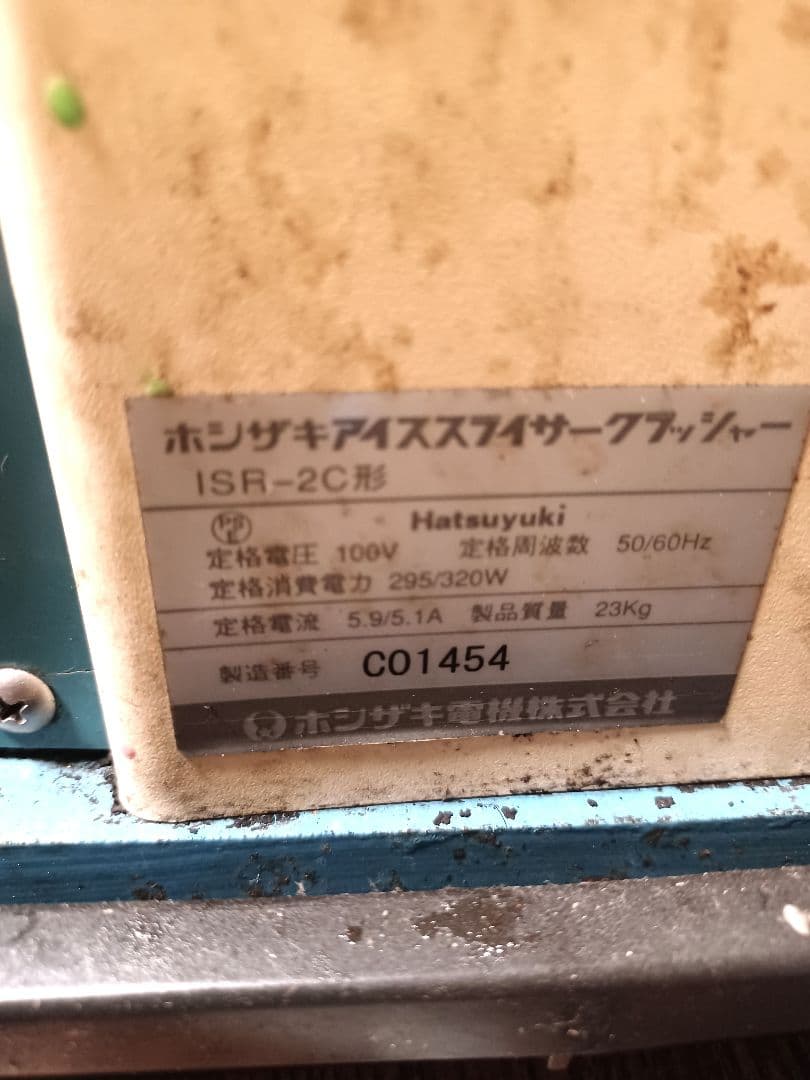 ホシザキアイススライサークラッシャー
ISR-2C形
PSE Hatsuyuki
定格電圧 100V 定格周波数 50/60Hz
定格消費電力 295/320W
定格電流 5.9/5.1A 製品質量 23Kg
製造番号 C01454
ホシザキ電機株式会社